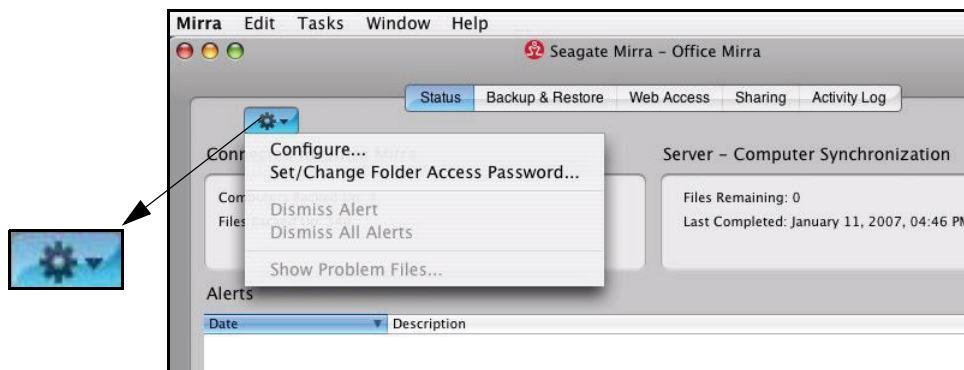 Mirra Edit Tasks Window Help
Seagate Mirra – Office Mirra
Status Backup & Restore Web Access Sharing Activity Log
Configure...
Set/Change Folder Access Password...
Dismiss Alert
Dismiss All Alerts
Show Problem Files...
Server – Computer Synchronization
Files Remaining: 0
Last Completed: January 11, 2007, 04:46 PM
Files
Alerts
Date Description